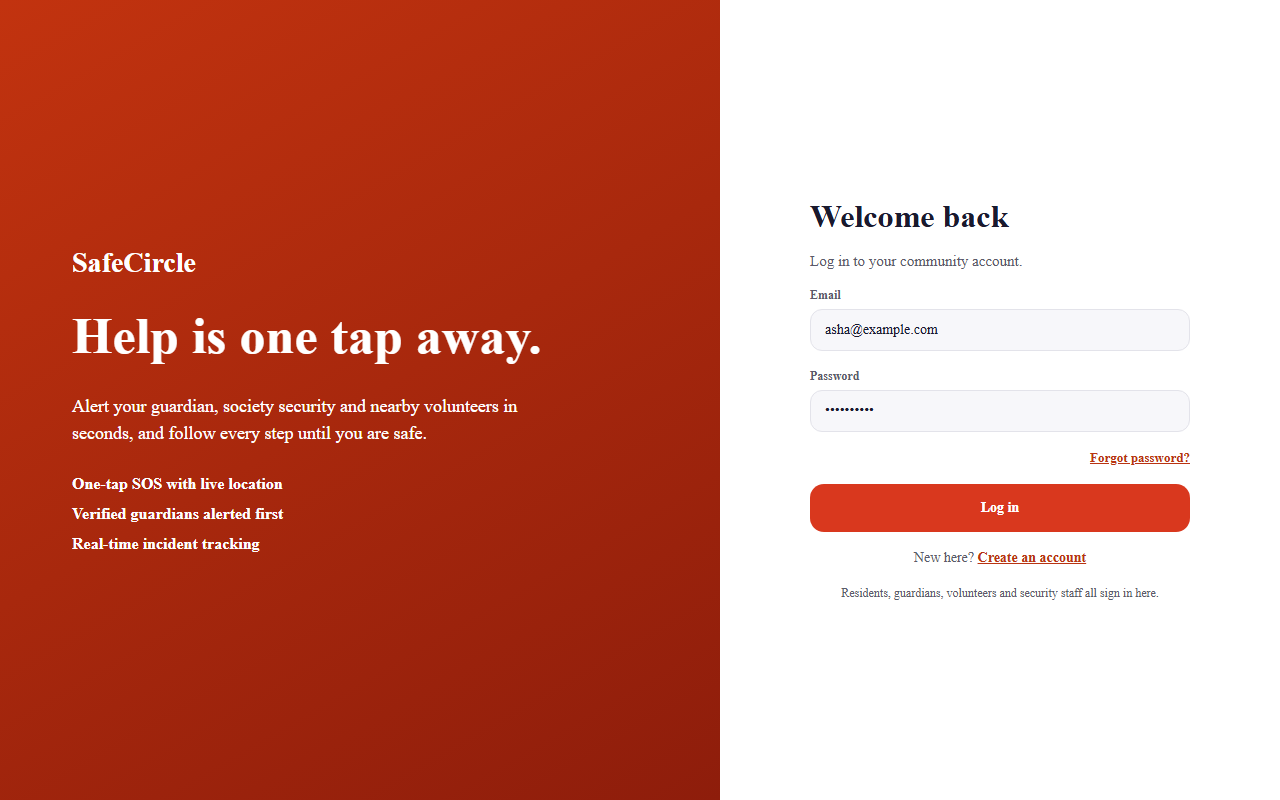 SafeCircle
Help is one tap away.
Alert your guardian, society security and nearby volunteers in
seconds, and follow every step until you are safe.
One-tap SOS with live location
Verified guardians alerted first
Real-time incident tracking
Welcome back
Log in to your community account.
Email
asha@example.com
Password
••••••••••
Forgot password?
Log in
New here? Create an account
Residents, guardians, volunteers and security staff all sign in here.